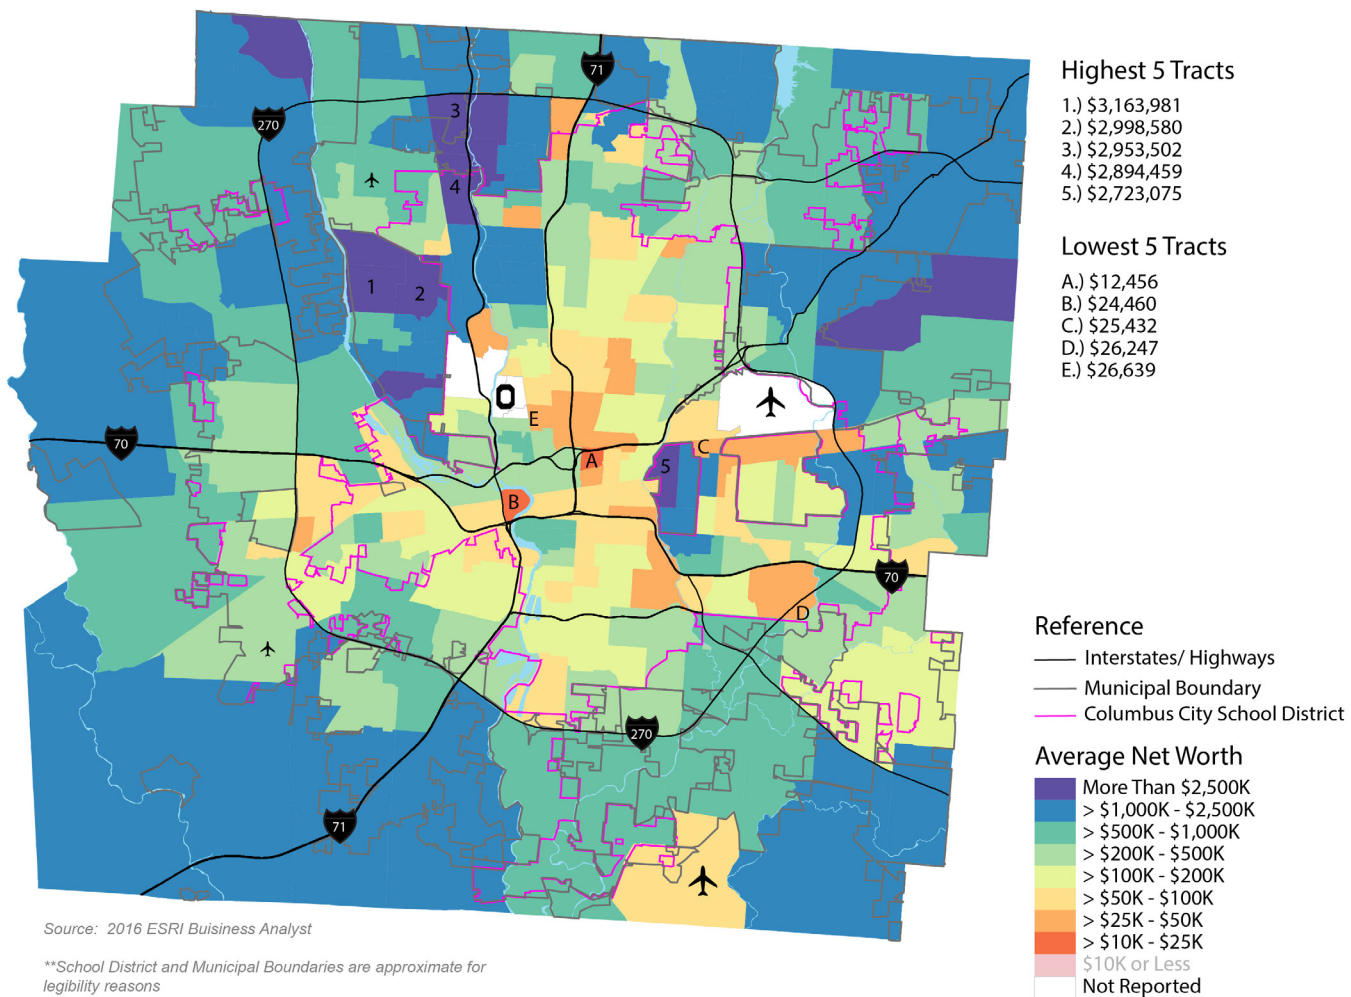 71
270
3
4
1
2
70
E
C
5
A
B
70
D
270
71
Highest 5 Tracts
1.) $3,163,981
2.) $2,998,580
3.) $2,953,502
4.) $2,894,459
5.) $2,723,075
Lowest 5 Tracts
A.) $12,456
B.) $24,460
C.) $25,432
D.) $26,247
E.) $26,639
Reference
Interstates/ Highways
Municipal Boundary
Columbus City School District
Average Net Worth
More Than $2,500K
> $1,000K - $2,500K
> $500K - $1,000K
> $200K - $500K
> $100K - $200K
> $50K - $100K
> $25K - $50K
> $10K - $25K
$10K or Less
Not Reported
Source: 2016 ESRI Buisiness Analyst
**School District and Municipal Boundaries are approximate for
legibility reasons